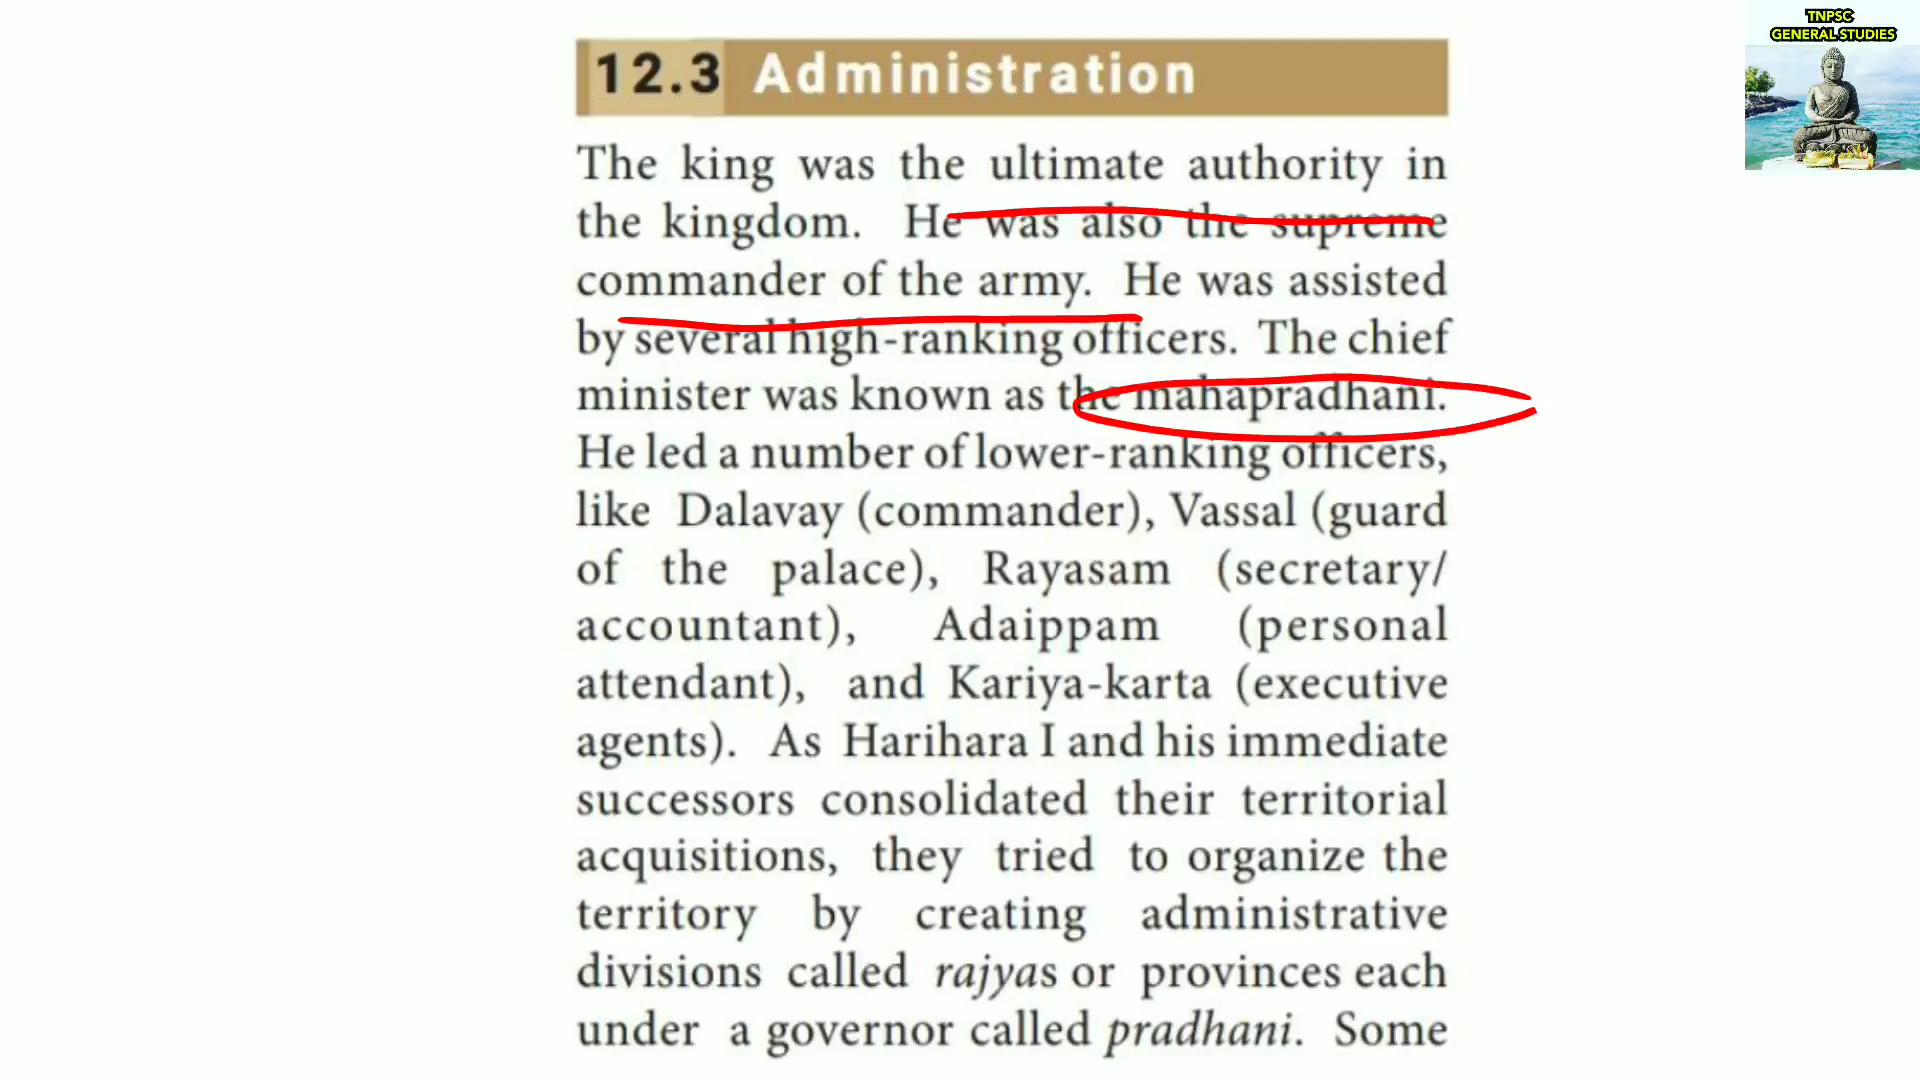 TNPSC
GENERAL STUDIES
12.3 Administration
The king was the ultimate authority in
the kingdom. He was also the supreme
commander of the army. He was assisted
by several high-ranking officers. The chief
minister was known as the mahapradhani.
He led a number of lower-ranking officers,
like Dalavay (commander), Vassal (guard
of the palace), Rayasam (secretary/
accountant), Adaippam (personal
attendant), and Kariya-karta (executive
agents). As Harihara I and his immediate
successors consolidated their territorial
acquisitions, they tried to organize the
territory by creating administrative
divisions called rajyas or provinces each
under a governor called pradhani. Some